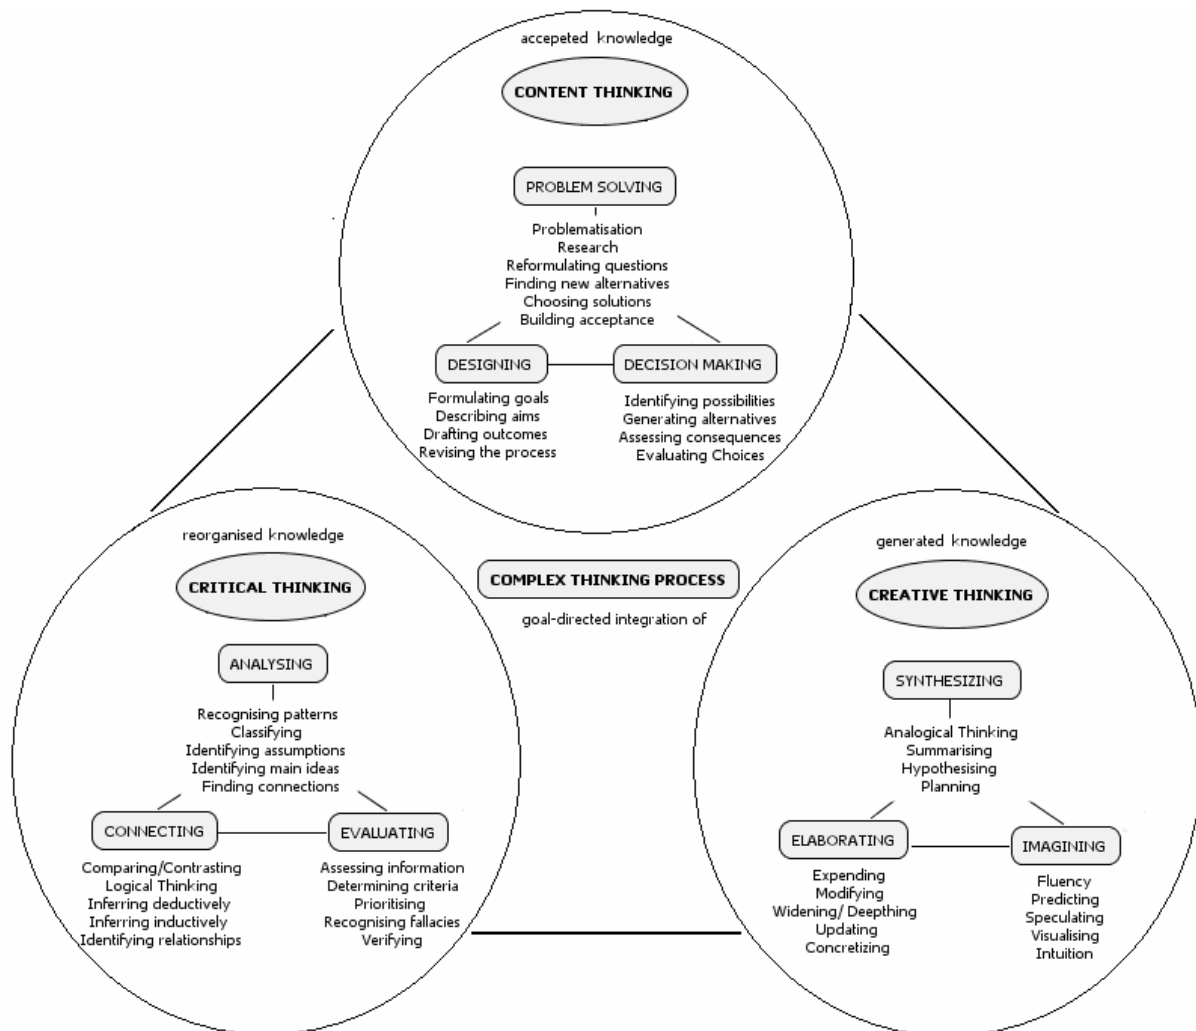 accepeted knowledge
CONTENT THINKING
PROBLEM SOLVING
Problematisation
Research
Reformulating questions
Finding new alternatives
Choosing solutions
Building acceptance
DESIGNING
Formulating goals
Describing aims
Drafting outcomes
Revising the process
DECISION MAKING
Identifying possibilities
Generating alternatives
Assessing consequences
Evaluating Choices
reorganised knowledge
CRITICAL THINKING
ANALYSING
Recognising patterns
Classifying
Identifying assumptions
Identifying main ideas
Finding connections
CONNECTING
Comparing/Contrasting
Logical Thinking
Inferring deductively
Inferring inductively
Identifying relationships
EVALUATING
Assessing information
Determining criteria
Prioritising
Recognising fallacies
Verifying
COMPLEX THINKING PROCESS
goal-directed integration of
generated knowledge
CREATIVE THINKING
SYNTHESIZING
Analogical Thinking
Summarising
Hypothesising
Planning
ELABORATING
Expending
Modifying
Widening/ Deepthing
Updating
Concretizing
IMAGINING
Fluency
Predicting
Speculating
Visualising
Intuition